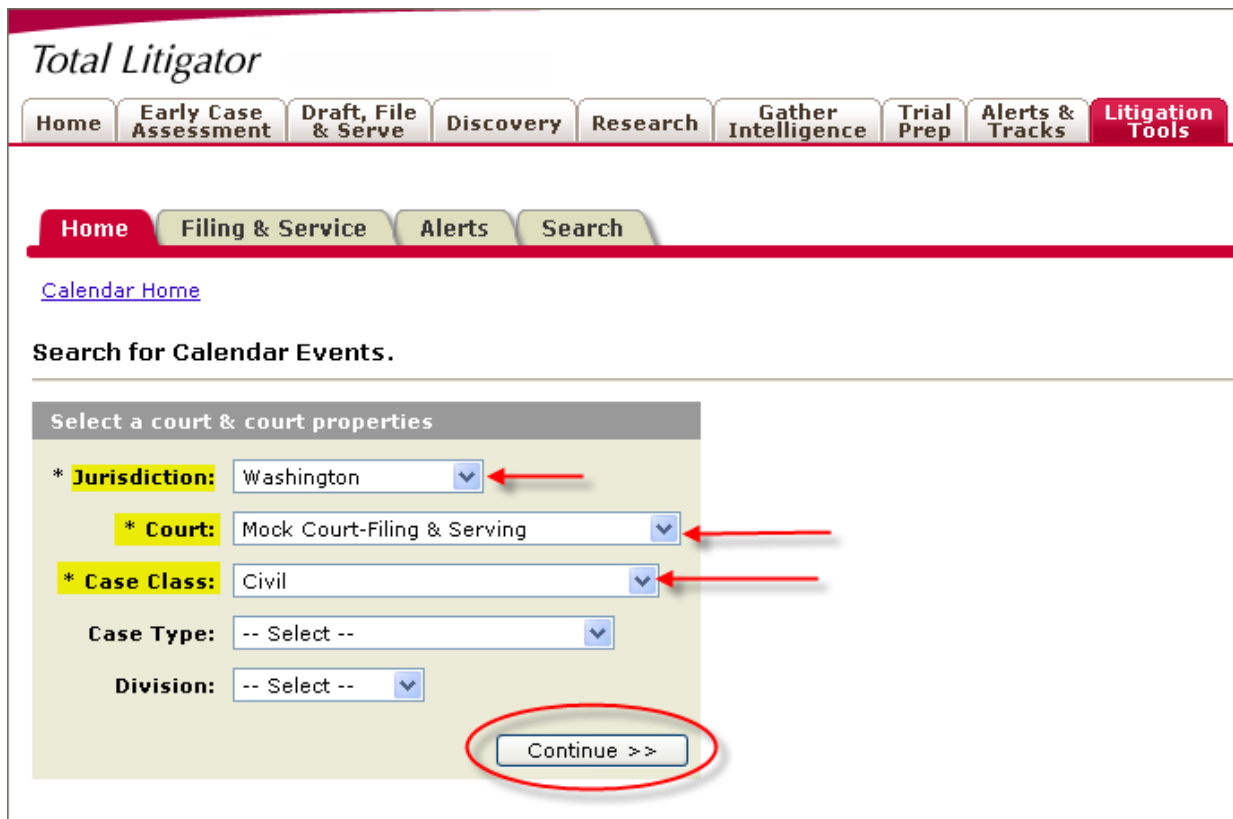 Total Litigator
Home Early Case Assessment Draft, File & Serve Discovery Research Gather Intelligence Trial Prep Alerts & Tracks Litigation Tools
Home Filing & Service Alerts Search
Calendar Home
Search for Calendar Events.
Select a court & court properties
* Jurisdiction: Washington
* Court: Mock Court-Filing & Serving
* Case Class: Civil
Case Type: -- Select --
Division: -- Select --
Continue >>